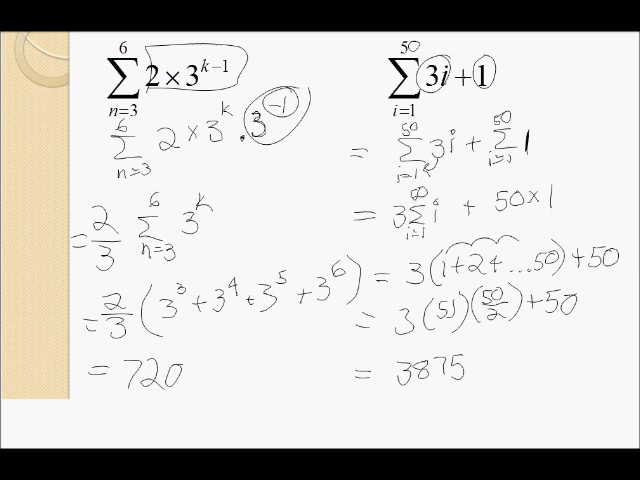 6
∑ 2 × 3^{k−1}
n=3
6
∑ 2 × 3^k . 3^{−1}
n=3
= 2/3 ∑ 3^k
6
n=3
= 2/3 ( 3^3 + 3^4 + 3^5 + 3^6 )
= 720
50
∑ 3i + 1
i=1
= ∑ 3i + ∑ 1
50 50
i=1 i=1
= 3 ∑ i + 50 × 1
50
i=1
= 3 ( 1 + 2 + ... 50 ) + 50
= 3 (51) (50/2) + 50
= 3875